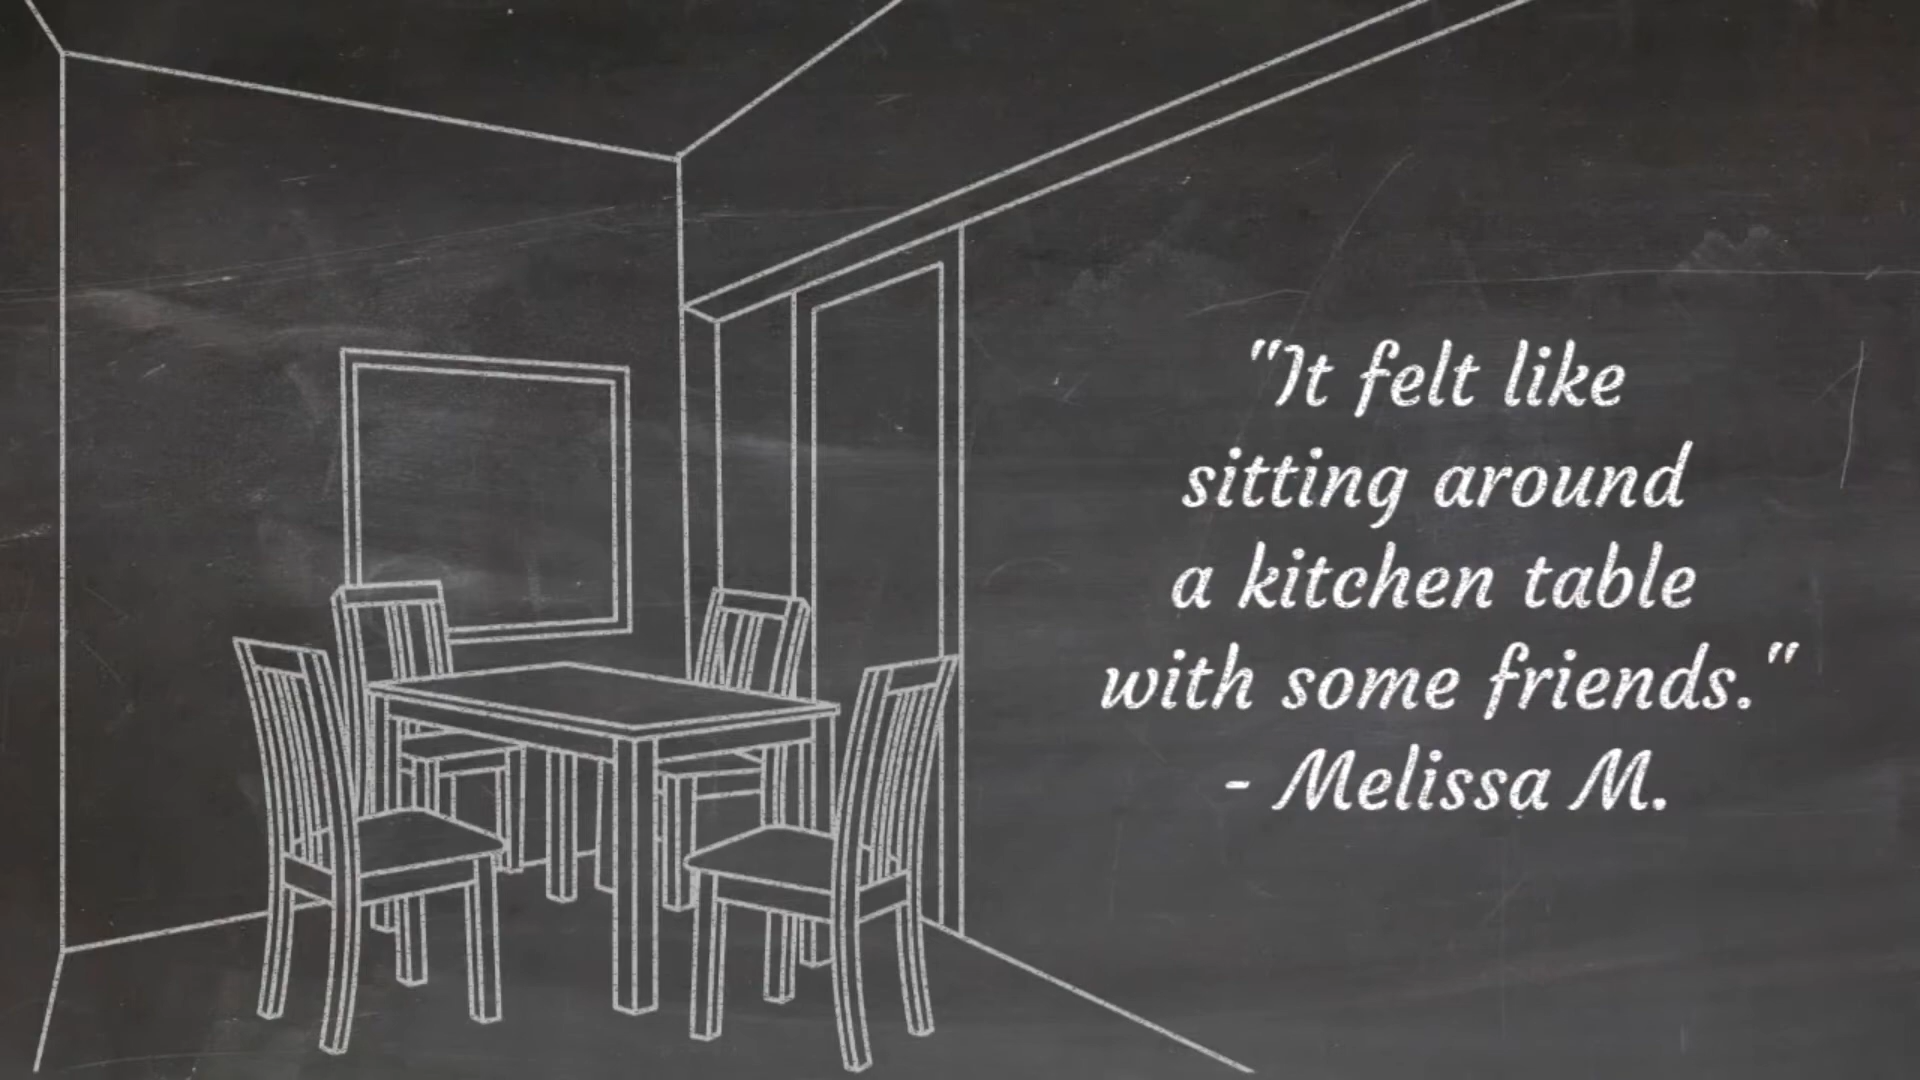 "It felt like
sitting around
a kitchen table
with some friends."
- Melissa M.